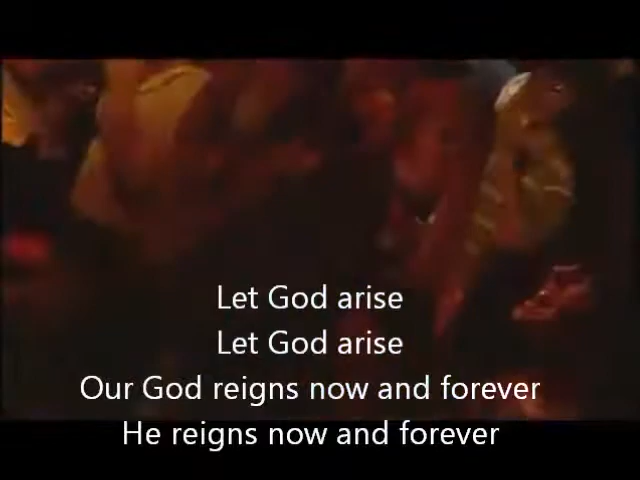 Let God arise
Let God arise
Our God reigns now and forever
He reigns now and forever